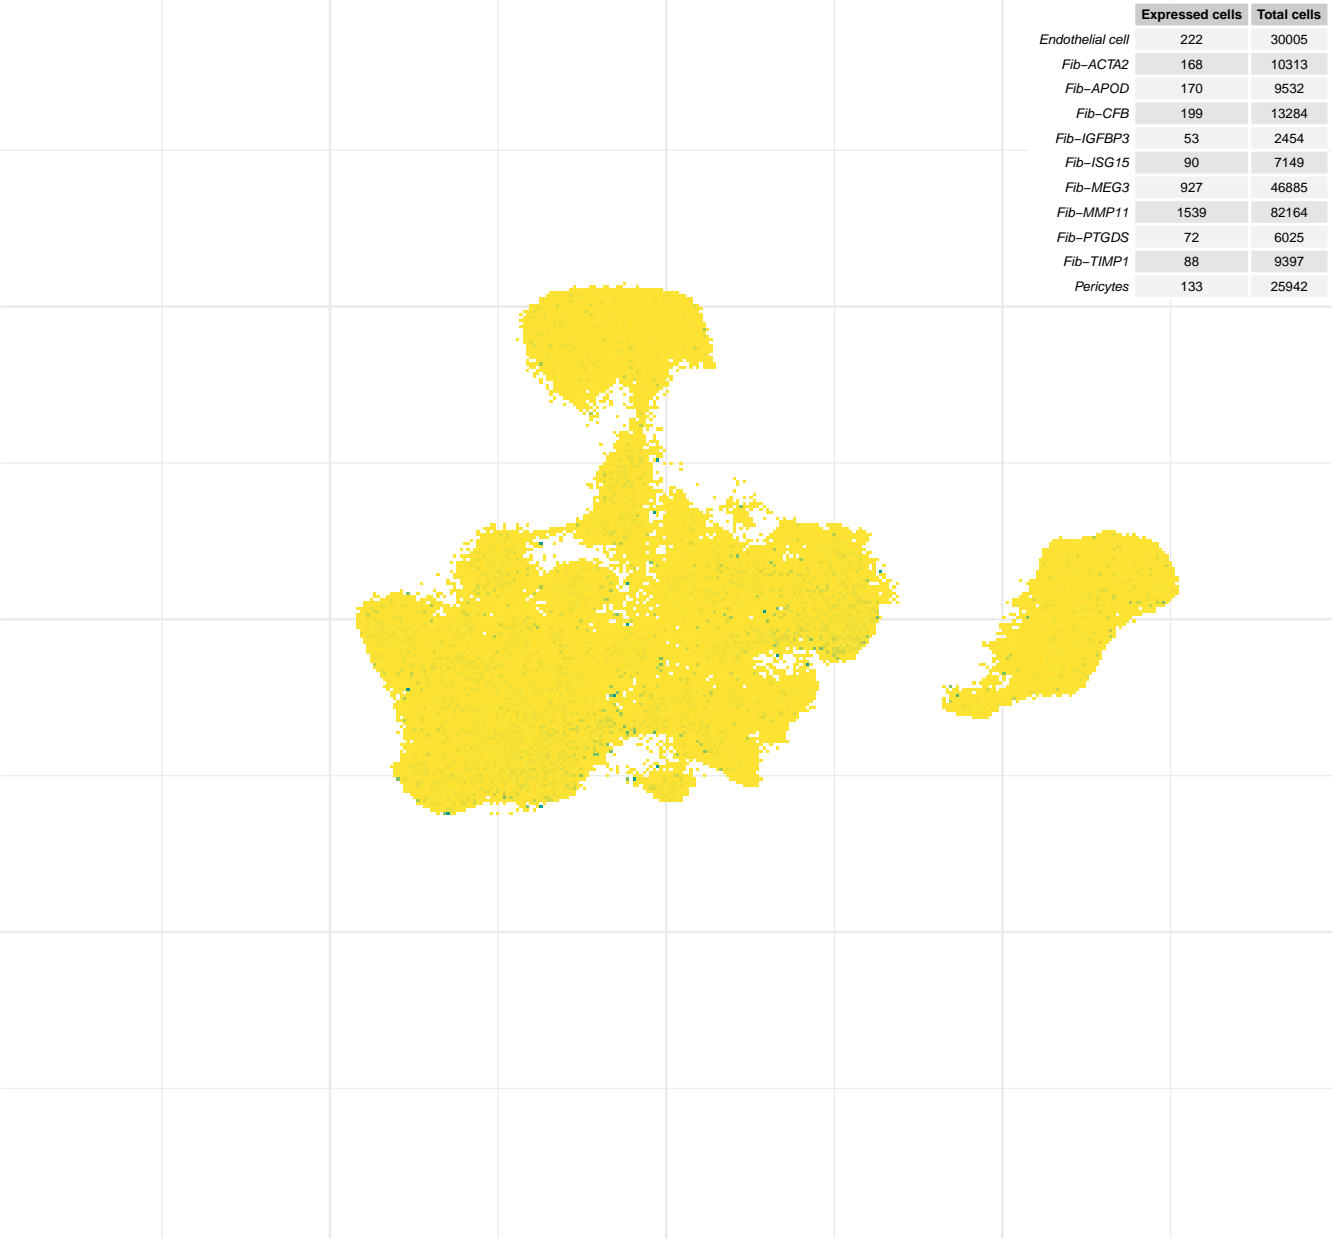 Expressed cells Total cells
Endothelial cell 222 30005
Fib−ACTA2 168 10313
Fib−APOD 170 9532
Fib−CFB 199 13284
Fib−IGFBP3 53 2454
Fib−ISG15 90 7149
Fib−MEG3 927 46885
Fib−MMP11 1539 82164
Fib−PTGDS 72 6025
Fib−TIMP1 88 9397
Pericytes 133 25942